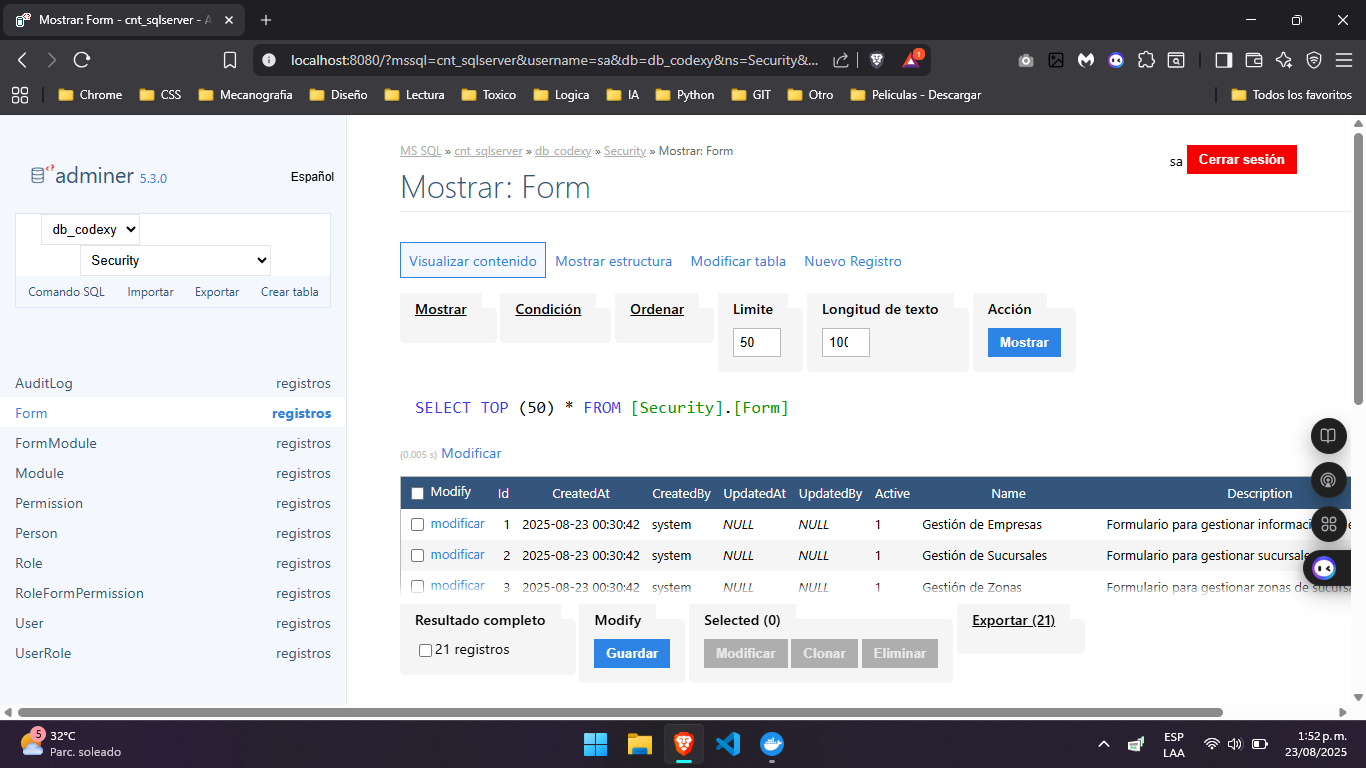 Mostrar: Form - cnt_sqlserver - A
localhost:8080/?mssql=cnt_sqlserver&username=sa&db=db_codexy&ns=Security&...
1
Chrome CSS Mecanografia Diseño Lectura Toxico Logica IA Python GIT Otro Peliculas - Descargar Todos los favoritos
adminer 5.3.0 Español
db_codexy
Security
Comando SQL Importar Exportar Crear tabla
AuditLog registros
Form registros
FormModule registros
Module registros
Permission registros
Person registros
Role registros
RoleFormPermission registros
User registros
UserRole registros
MS SQL » cnt_sqlserver » db_codexy » Security » Mostrar: Form
sa Cerrar sesión
Mostrar: Form
Visualizar contenido Mostrar estructura Modificar tabla Nuevo Registro
Mostrar Condición Ordenar Limite Longitud de texto Acción
50 100 Mostrar
SELECT TOP (50) * FROM [Security].[Form]
(0.005 s) Modificar
Modify Id CreatedAt CreatedBy UpdatedAt UpdatedBy Active Name Description
modificar 1 2025-08-23 00:30:42 system NULL NULL 1 Gestión de Empresas Formulario para gestionar informaci
modificar 2 2025-08-23 00:30:42 system NULL NULL 1 Gestión de Sucursales Formulario para gestionar sucursale
modificar 3 2025-08-23 00:30:42 system NULL NULL 1 Gestión de Zonas Formulario para gestionar zonas de sucursa
Resultado completo Modify Selected (0) Exportar (21)
21 registros Guardar Modificar Clonar Eliminar
5
32°C
Parc. soleado
ESP
LAA
1:52 p. m.
23/08/2025